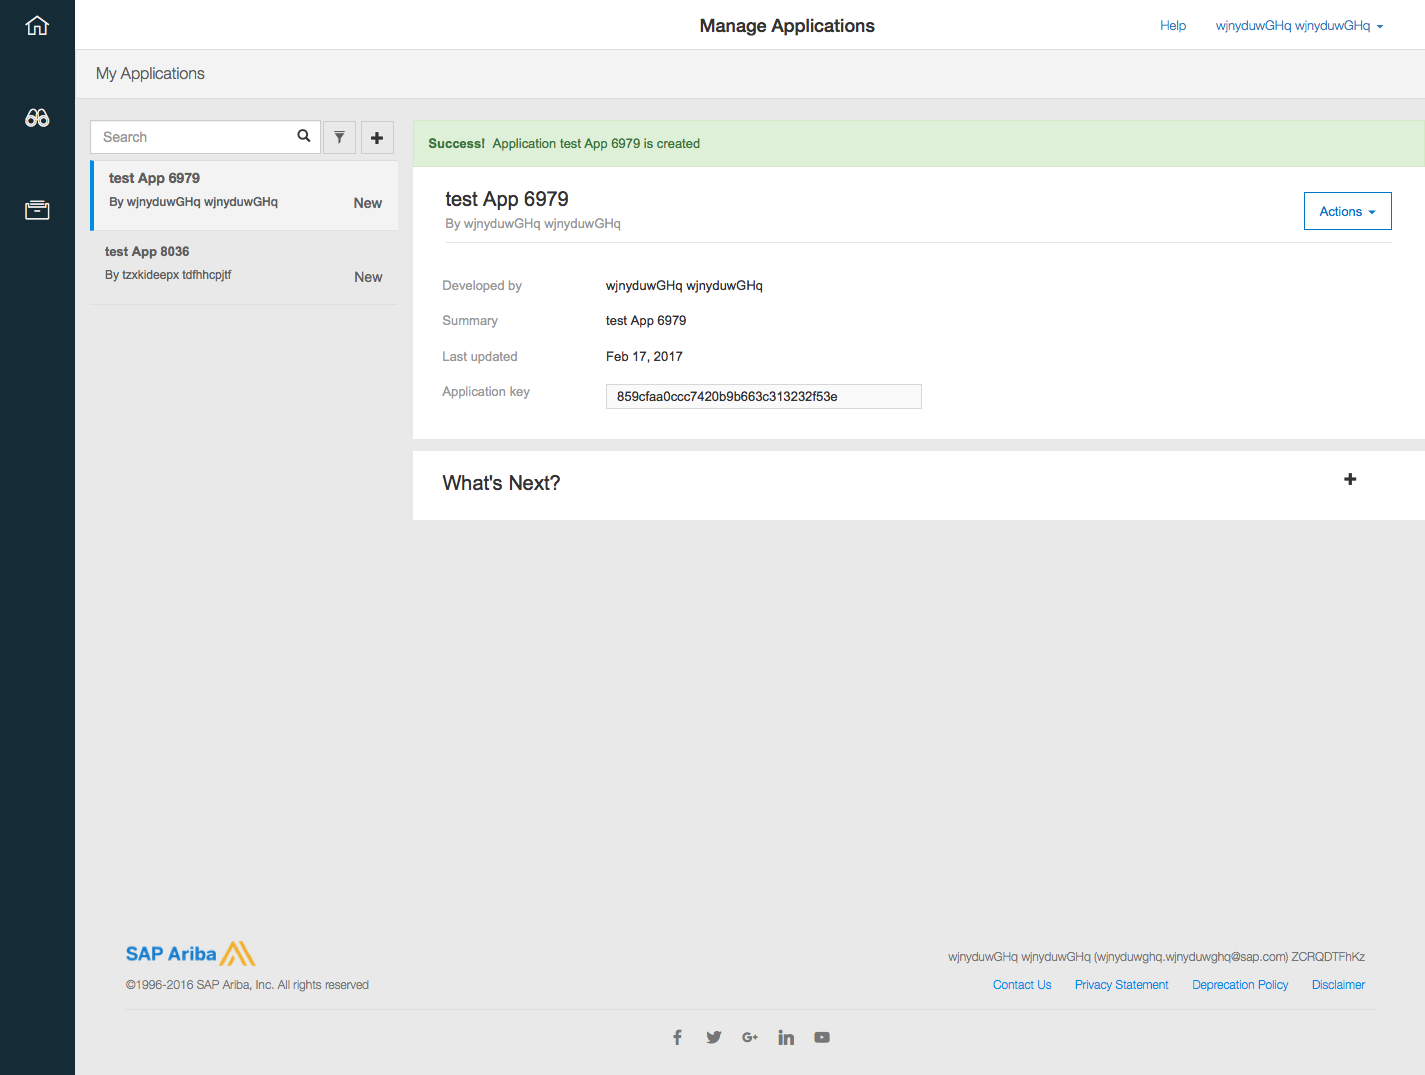 Manage Applications
Help
wjnyduwGHq wjnyduwGHq
My Applications
Search
test App 6979
By wjnyduwGHq wjnyduwGHq
New
test App 8036
By tzxkideepx tdfhhcpjtf
New
Success! Application test App 6979 is created
test App 6979
By wjnyduwGHq wjnyduwGHq
Actions
Developed by wjnyduwGHq wjnyduwGHq
Summary test App 6979
Last updated Feb 17, 2017
Application key 859cfaa0ccc7420b9b663c313232f53e
What's Next?
SAP Ariba
©1996-2016 SAP Ariba, Inc. All rights reserved
wjnyduwGHq wjnyduwGHq (wjnyduwghq.wjnyduwghq@sap.com) ZCRQDTFhKz
Contact Us Privacy Statement Deprecation Policy Disclaimer